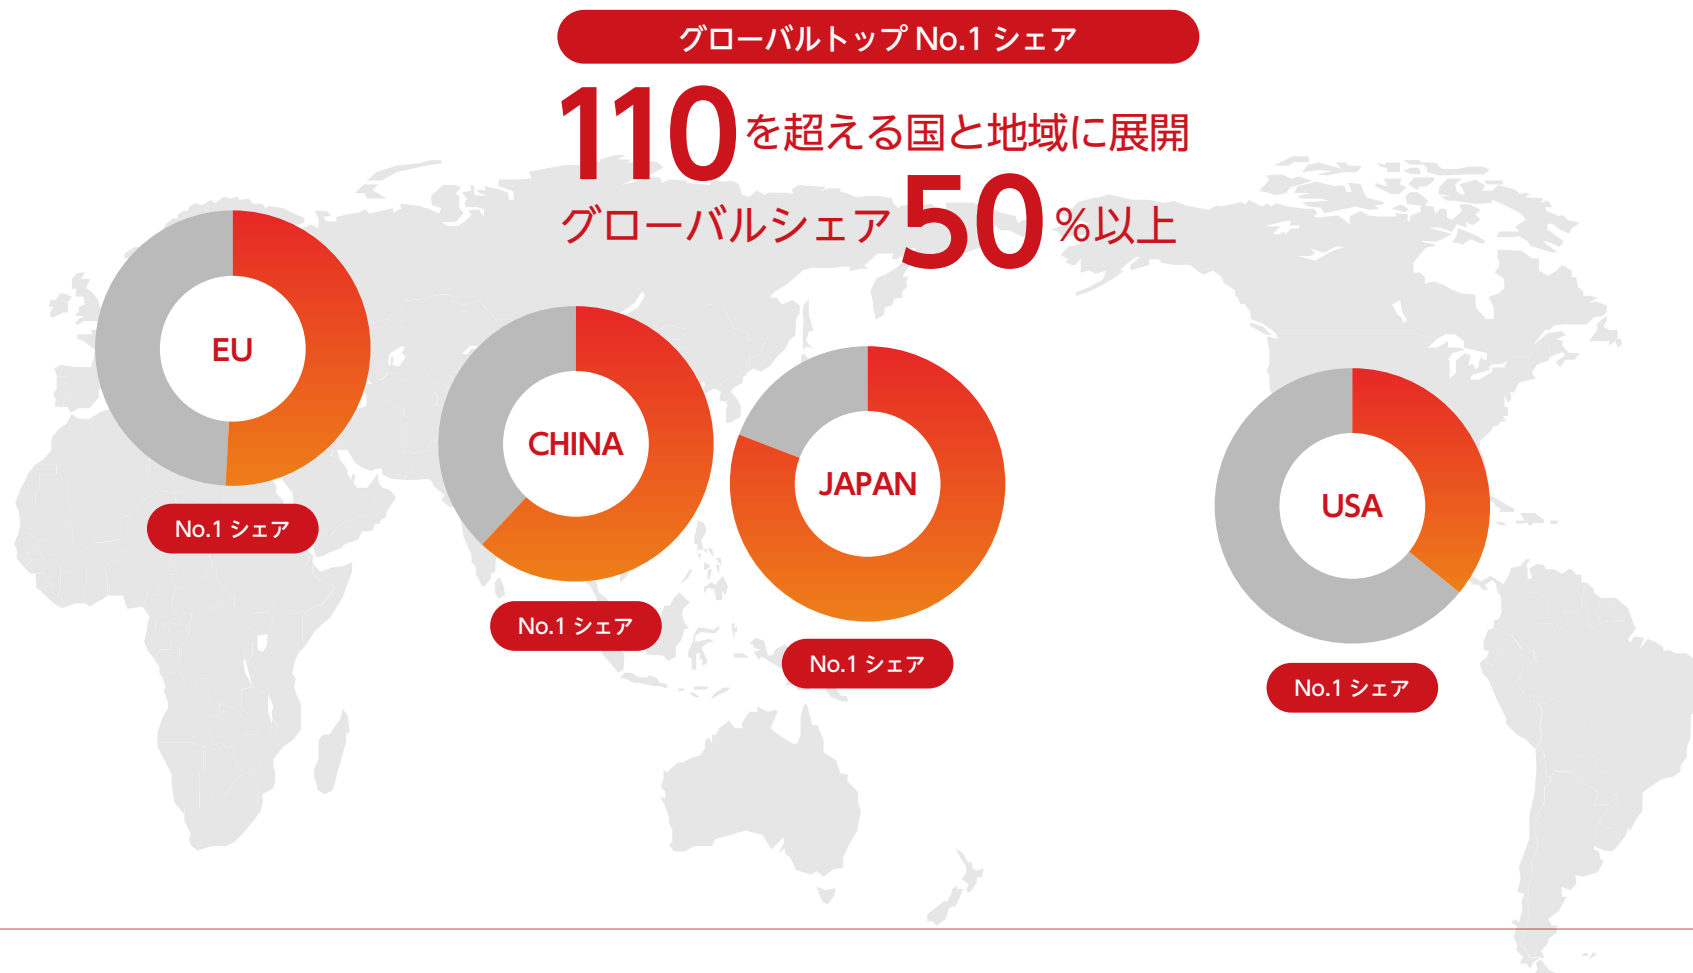 グローバルトップ No.1 シェア
110を超える国と地域に展開
グローバルシェア50%以上
EU
No.1 シェア
CHINA
No.1 シェア
JAPAN
No.1 シェア
USA
No.1 シェア